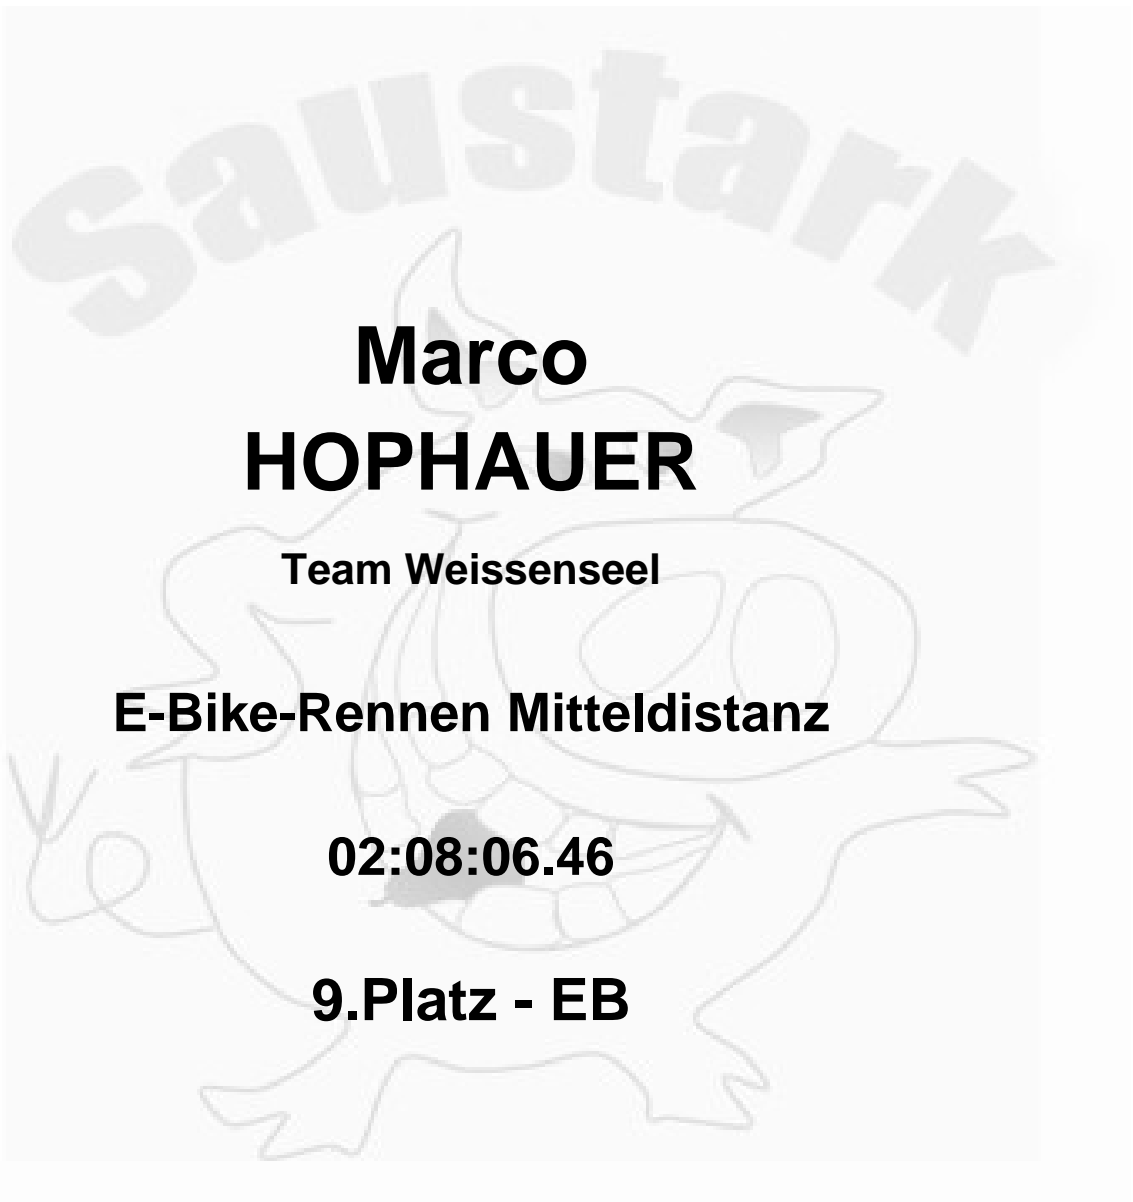 Saustark
Marco
HOPHAUER
Team Weissenseel
E-Bike-Rennen Mitteldistanz
02:08:06.46
9.Platz - EB